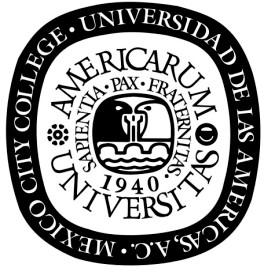 MEXICO CITY COLLEGE · UNIVERSIDAD DE LAS AMERICAS, A.C. ·
AMERICARUM
UNIVERSITAS
SAPIENTIA · PAX · FRATERNITAS ·
1940